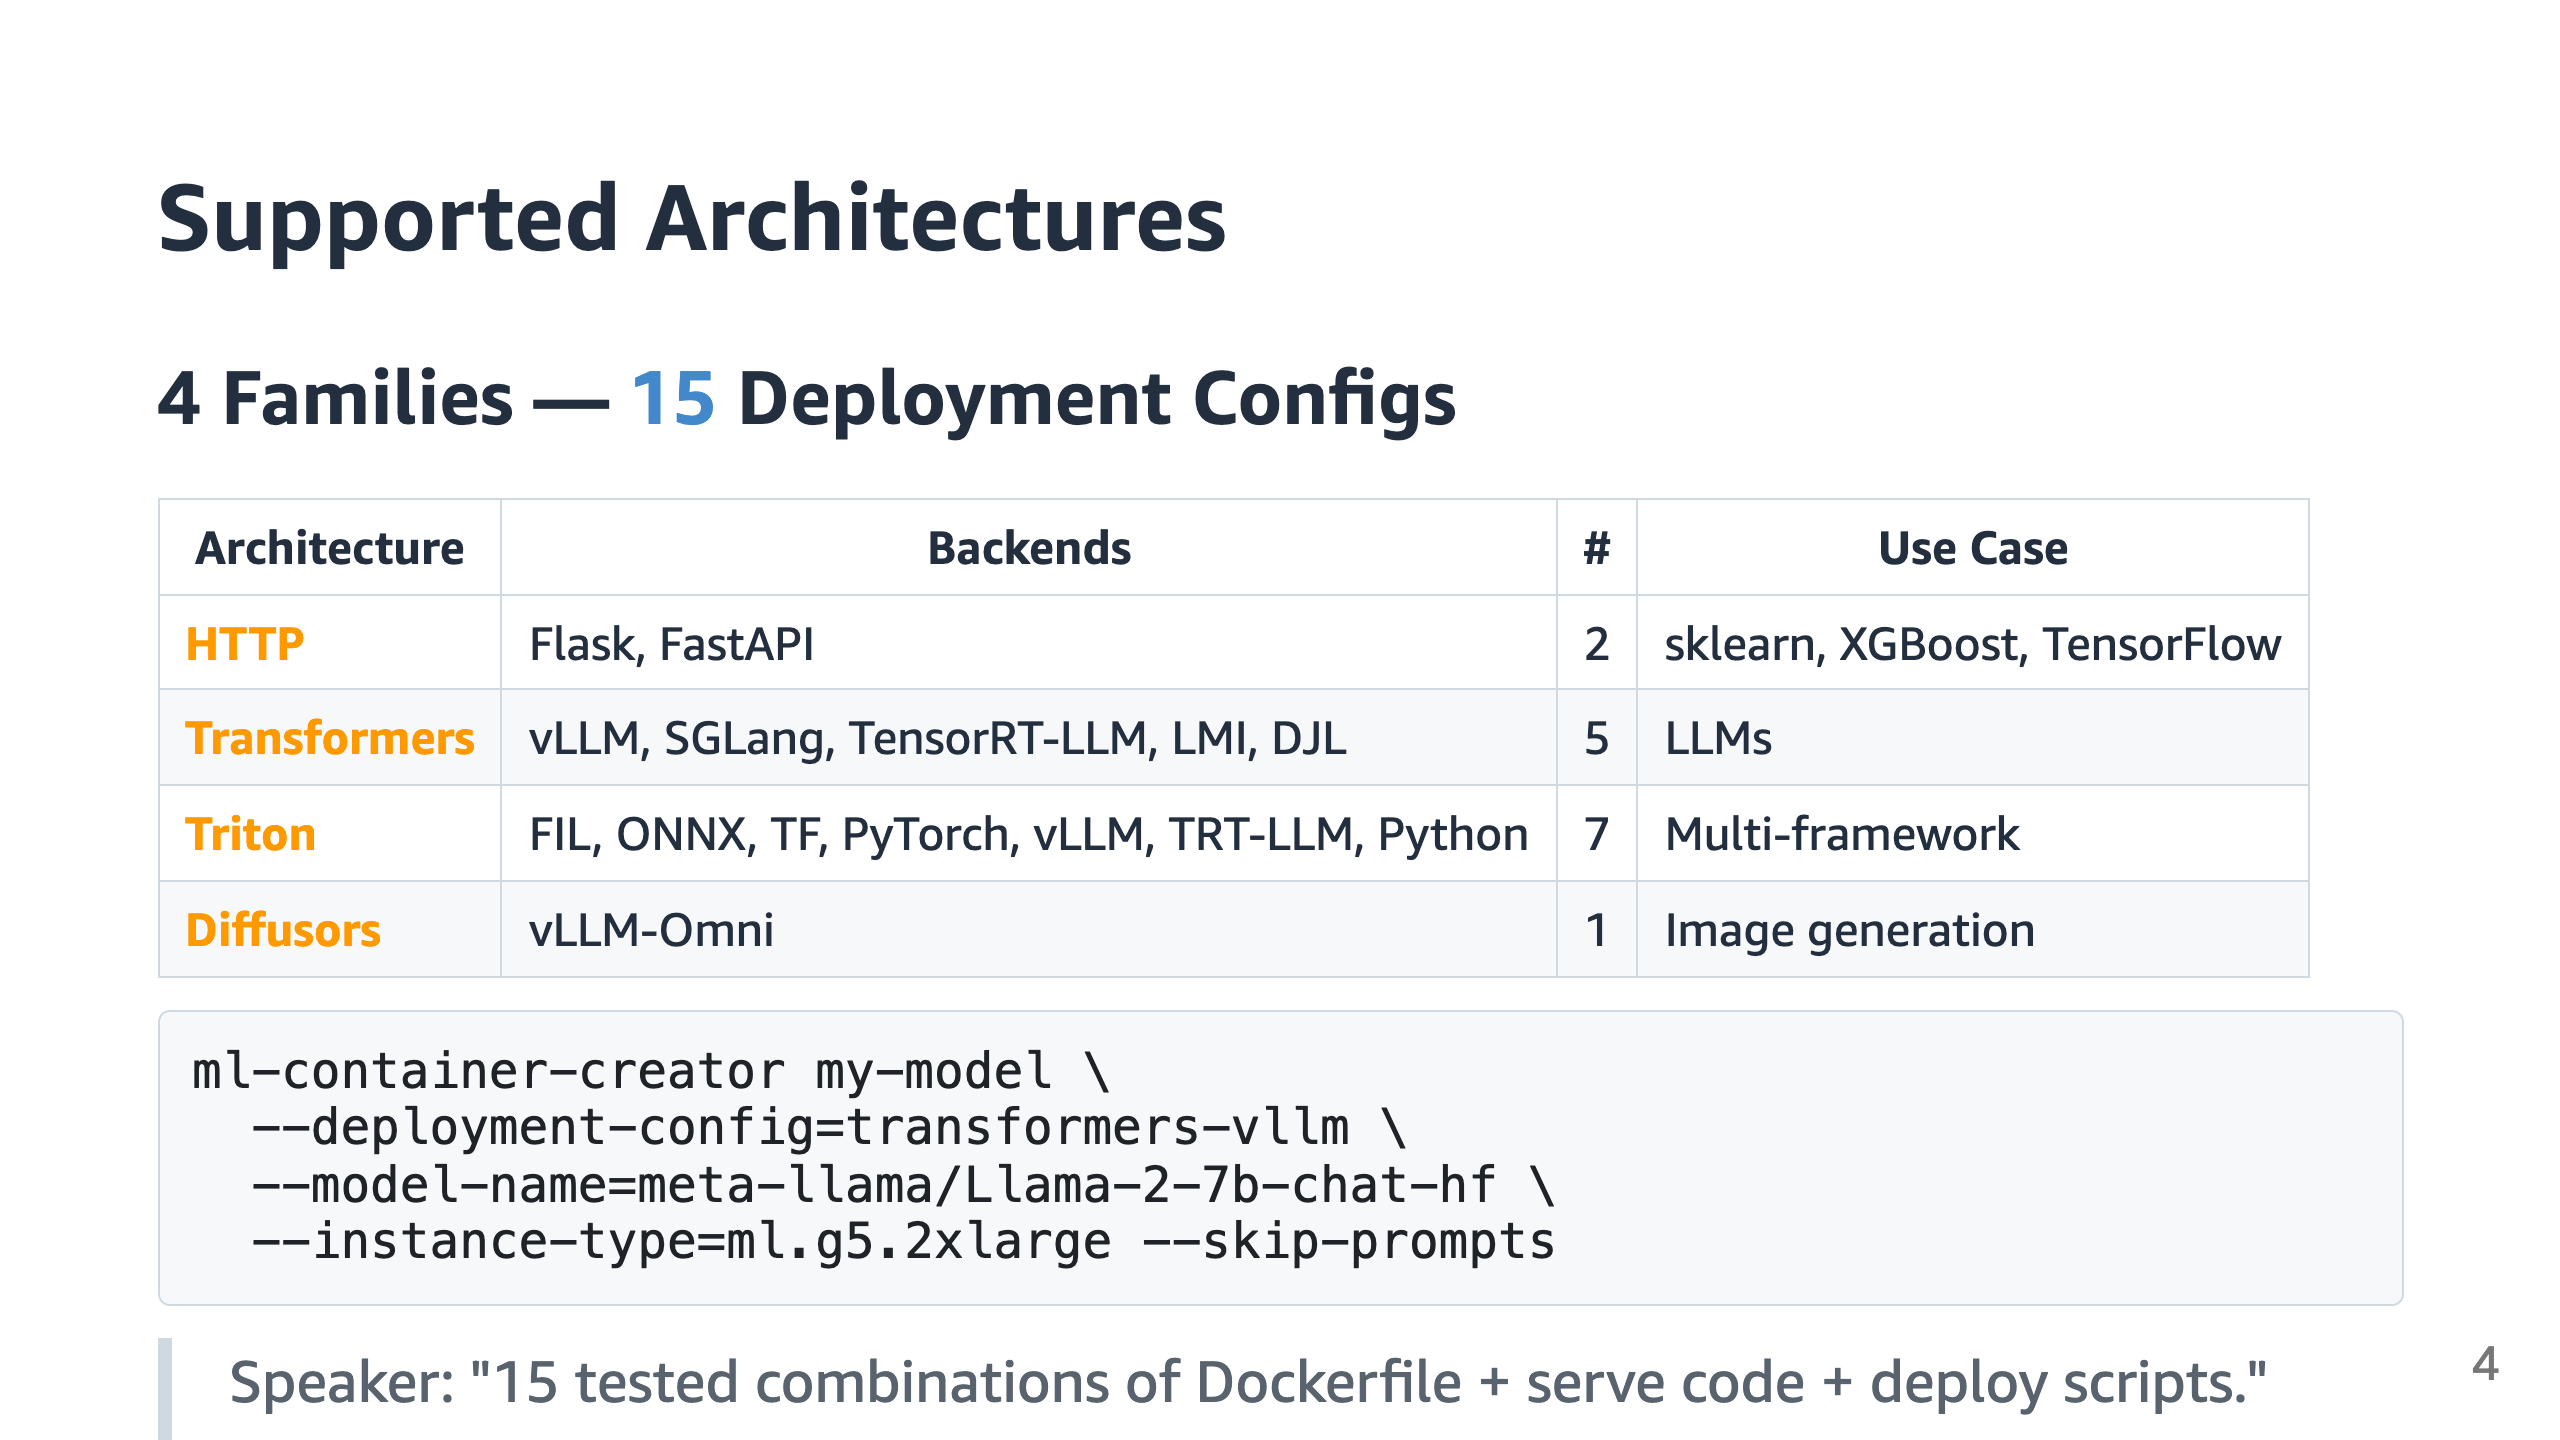 Supported Architectures
4 Families — 15 Deployment Configs
Architecture Backends # Use Case
HTTP Flask, FastAPI 2 sklearn, XGBoost, TensorFlow
Transformers vLLM, SGLang, TensorRT-LLM, LMI, DJL 5 LLMs
Triton FIL, ONNX, TF, PyTorch, vLLM, TRT-LLM, Python 7 Multi-framework
Diffusors vLLM-Omni 1 Image generation
ml-container-creator my-model \
  --deployment-config=transformers-vllm \
  --model-name=meta-llama/Llama-2-7b-chat-hf \
  --instance-type=ml.g5.2xlarge --skip-prompts
Speaker: "15 tested combinations of Dockerfile + serve code + deploy scripts."
4